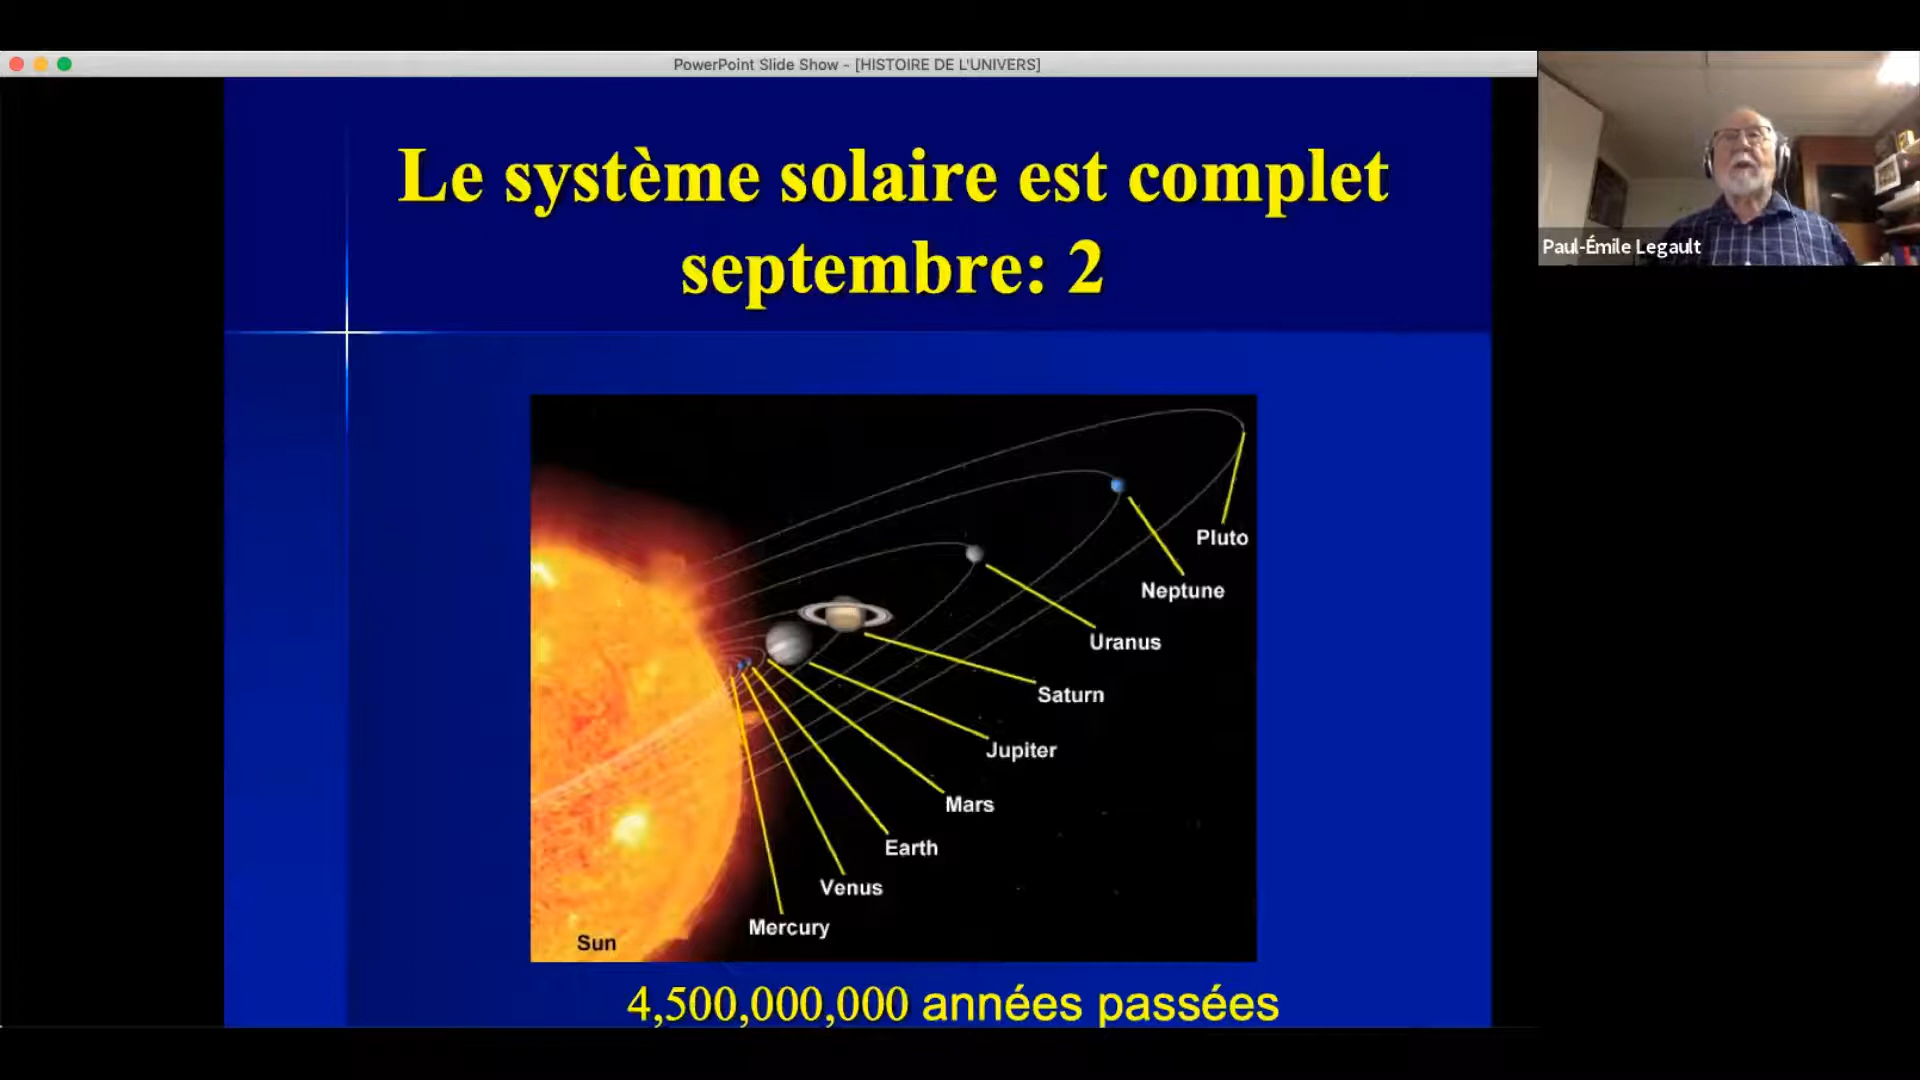 PowerPoint Slide Show - [HISTOIRE DE L'UNIVERS]
Paul-Émile Legault
Le système solaire est complet
septembre: 2
Pluto
Neptune
Uranus
Saturn
Jupiter
Mars
Earth
Venus
Mercury
Sun
4,500,000,000 années passées